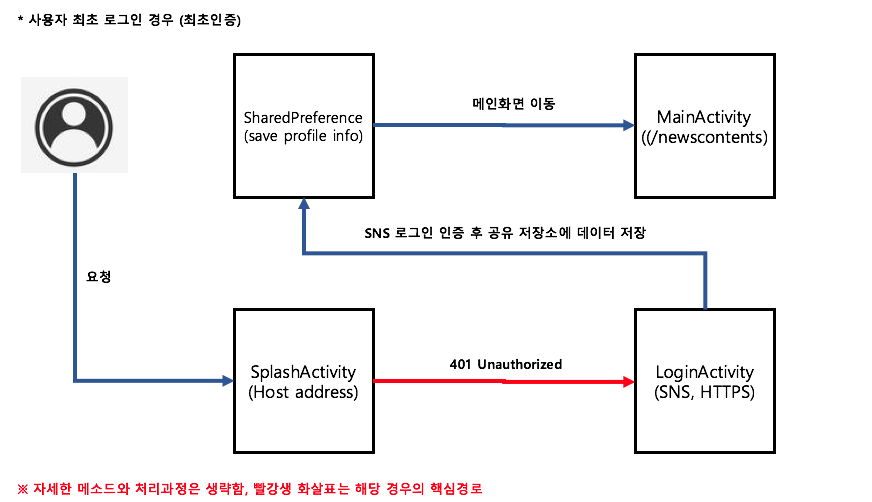 * 사용자 최초 로그인 경우 (최초인증)
SharedPreference
(save profile info)
메인화면 이동
MainActivity
((/newscontents)
SNS 로그인 인증 후 공유 저장소에 데이터 저장
요청
SplashActivity
(Host address)
401 Unauthorized
LoginActivity
(SNS, HTTPS)
※ 자세한 메소드와 처리과정은 생략함, 빨강생 화살표는 해당 경우의 핵심경로